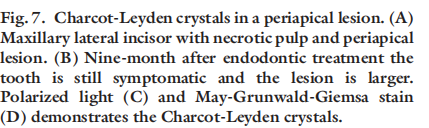 Fig. 7. Charcot-Leyden crystals in a periapical lesion. (A)
Maxillary lateral incisor with necrotic pulp and periapical
lesion. (B) Nine-month after endodontic treatment the
tooth is still symptomatic and the lesion is larger.
Polarized light (C) and May-Grunwald-Giemsa stain
(D) demonstrates the Charcot-Leyden crystals.